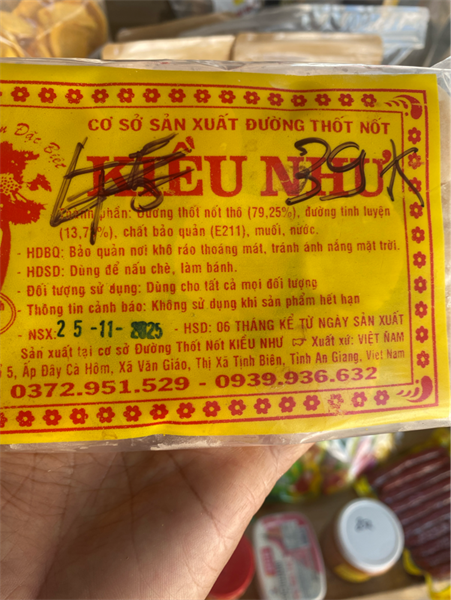 Đặc Biệt
CƠ SỞ SẢN XUẤT ĐƯỜNG THỐT NỐT
KIỀU NHƯ
45
39K
Thành phần: Đường thốt nốt thô (79,25%), đường tinh luyện
(13,7%), chất bảo quản (E211), muối, nước.
- HDBQ: Bảo quản nơi khô ráo thoáng mát, tránh ánh nắng mặt trời.
- HDSD: Dùng để nấu chè, làm bánh.
- Đối tượng sử dụng: Dùng cho tất cả mọi đối tượng
- Thông tin cảnh báo: Không sử dụng khi sản phẩm hết hạn
- NSX: 25-11-2025 - HSD: 06 THÁNG KỂ TỪ NGÀY SẢN XUẤT
Sản xuất tại cơ sở Đường Thốt Nốt KIỀU NHƯ ☞ Xuất xứ: VIỆT NAM
5, Ấp Đây Cà Hôm, Xã Văn Giáo, Thị Xã Tịnh Biên, Tỉnh An Giang, Việt Nam
0372.951.529 - 0939.936.632